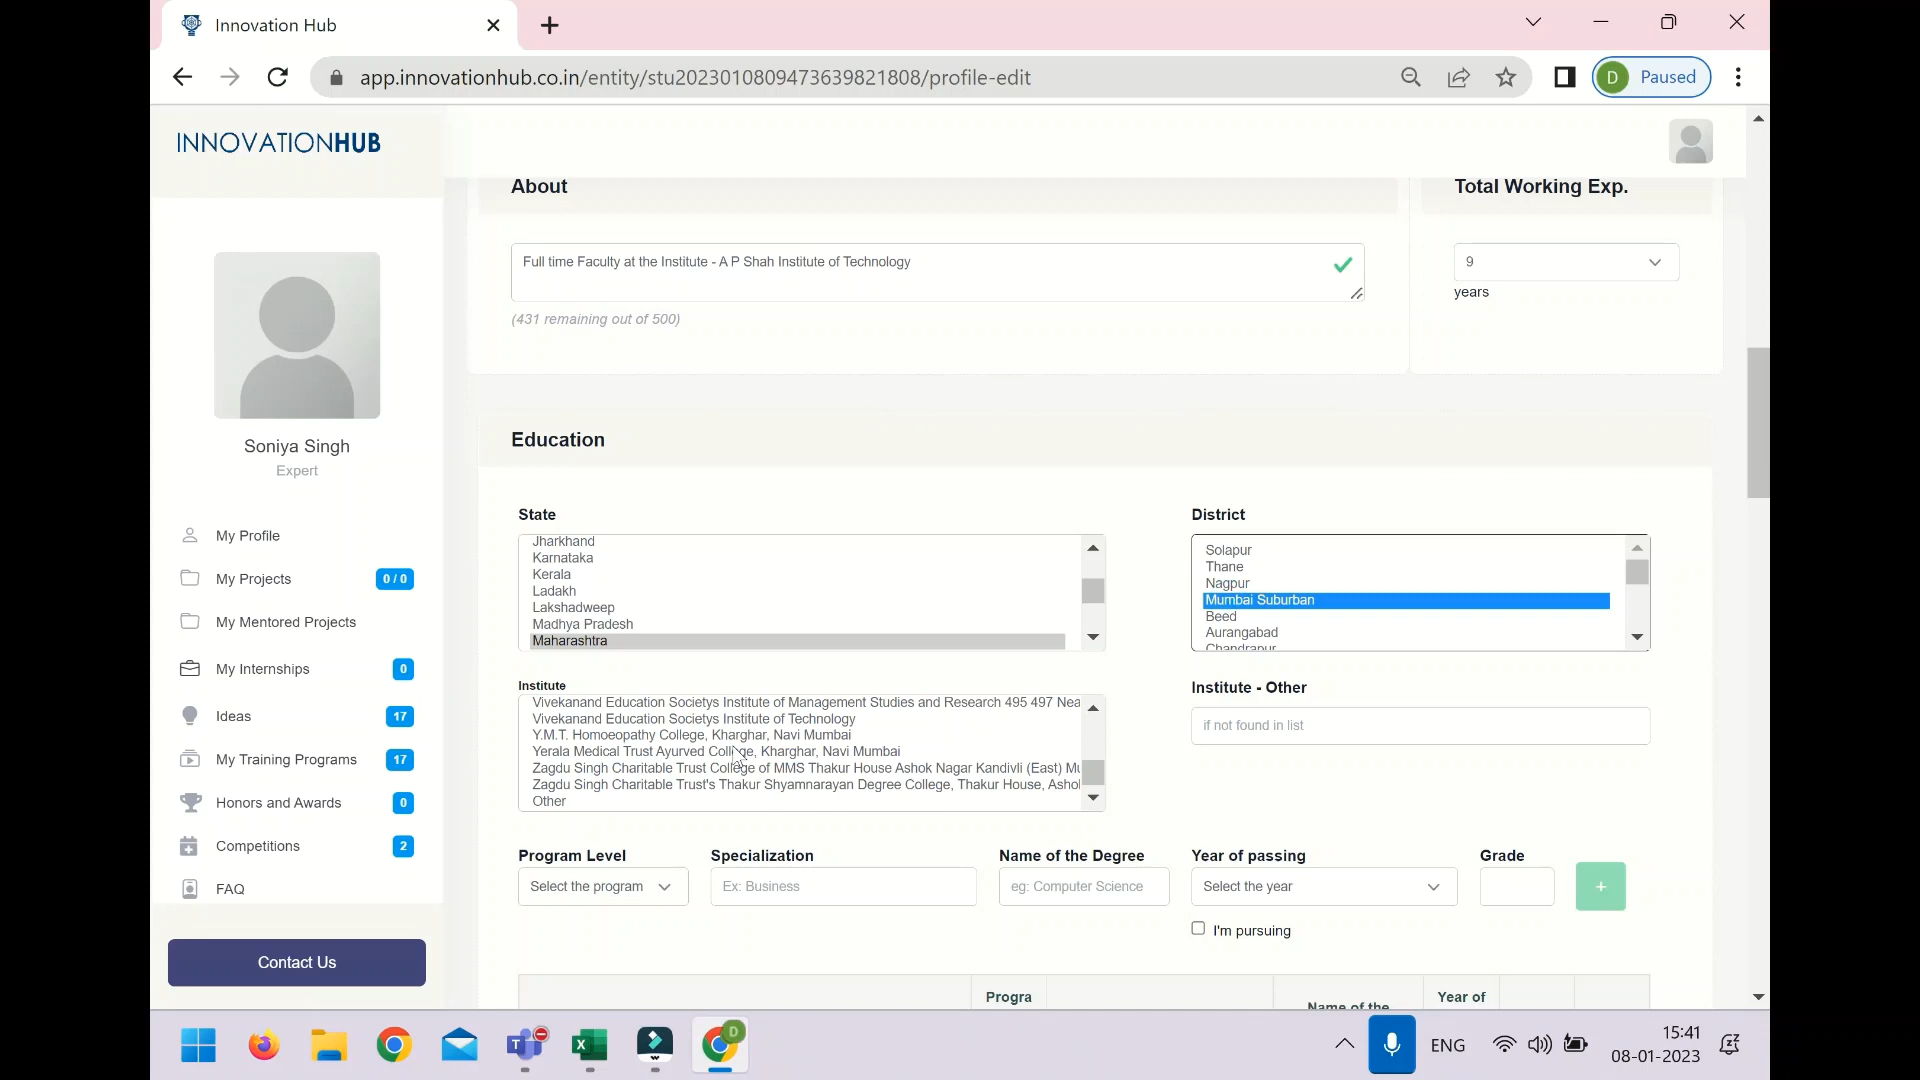 Innovation Hub
app.innovationhub.co.in/entity/stu2023010809473639821808/profile-edit
D Paused
INNOVATIONHUB
About
Total Working Exp.
Full time Faculty at the Institute - A P Shah Institute of Technology
9
years
(431 remaining out of 500)
Soniya Singh
Expert
My Profile
My Projects 0 / 0
My Mentored Projects
My Internships 0
Ideas 17
My Training Programs 17
Honors and Awards 0
Competitions 2
FAQ
Contact Us
Education
State
Jharkhand
Karnataka
Kerala
Ladakh
Lakshadweep
Madhya Pradesh
Maharashtra
District
Solapur
Thane
Nagpur
Mumbai Suburban
Beed
Aurangabad
Chandrapur
Institute
Vivekanand Education Societys Institute of Management Studies and Research 495 497 Nea
Vivekanand Education Societys Institute of Technology
Y.M.T. Homoeopathy College, Kharghar, Navi Mumbai
Yerala Medical Trust Ayurved College, Kharghar, Navi Mumbai
Zagdu Singh Charitable Trust College of MMS Thakur House Ashok Nagar Kandivli (East) Mu
Zagdu Singh Charitable Trust's Thakur Shyamnarayan Degree College, Thakur House, Ashol
Other
Institute - Other
if not found in list
Program Level Specialization Name of the Degree Year of passing Grade
Select the program Ex: Business eg: Computer Science Select the year +
I'm pursuing
Progra Name of the Year of
D
T X
ENG
15:41
08-01-2023